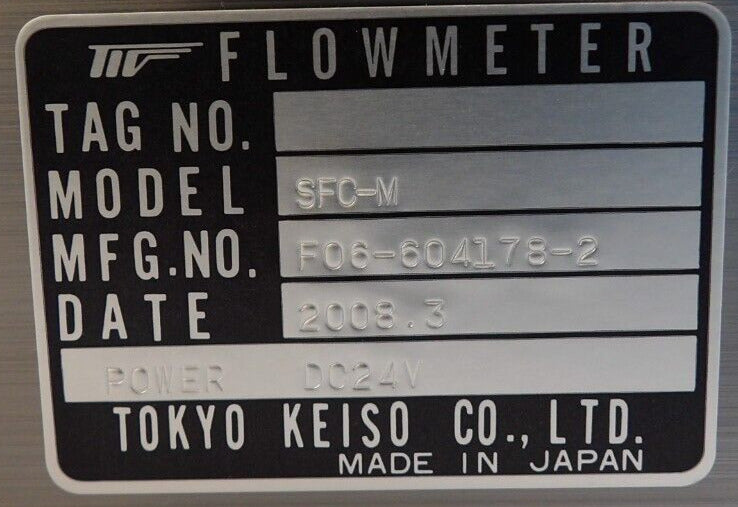 TIV FLOWMETER
TAG NO.
MODEL SFC-M
MFG.NO. F06-604178-2
DATE 2008.3
POWER DC24V
TOKYO KEISO CO., LTD.
MADE IN JAPAN